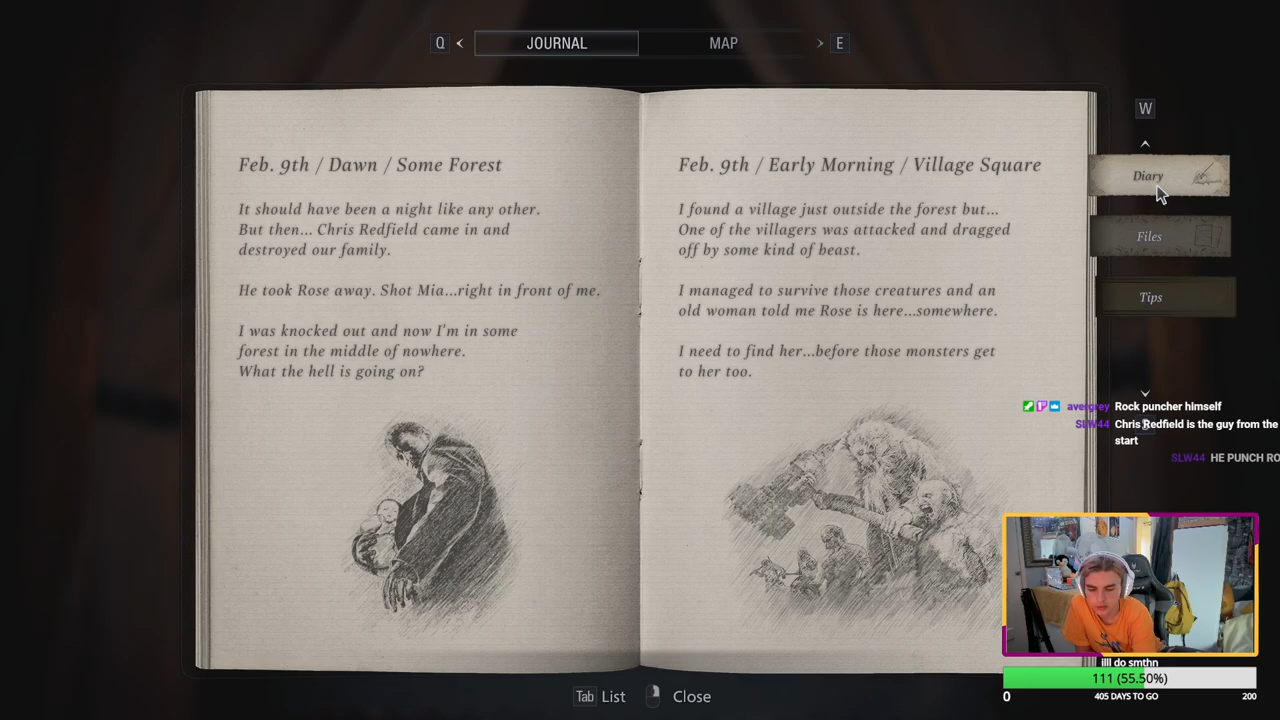 Q
JOURNAL
MAP
E
Feb. 9th / Dawn / Some Forest
It should have been a night like any other.
But then... Chris Redfield came in and
destroyed our family.
He took Rose away. Shot Mia...right in front of me.
I was knocked out and now I'm in some
forest in the middle of nowhere.
What the hell is going on?
Feb. 9th / Early Morning / Village Square
I found a village just outside the forest but...
One of the villagers was attacked and dragged
off by some kind of beast.
I managed to survive those creatures and an
old woman told me Rose is here...somewhere.
I need to find her...before those monsters get
to her too.
W
Diary
Files
Tips
avergrey Rock puncher himself
SLW44 Chris Redfield is the guy from the
start
SLW44 HE PUNCH RO
illl do smthn
111 (55.50%)
0
405 DAYS TO GO
200
Tab List
Close